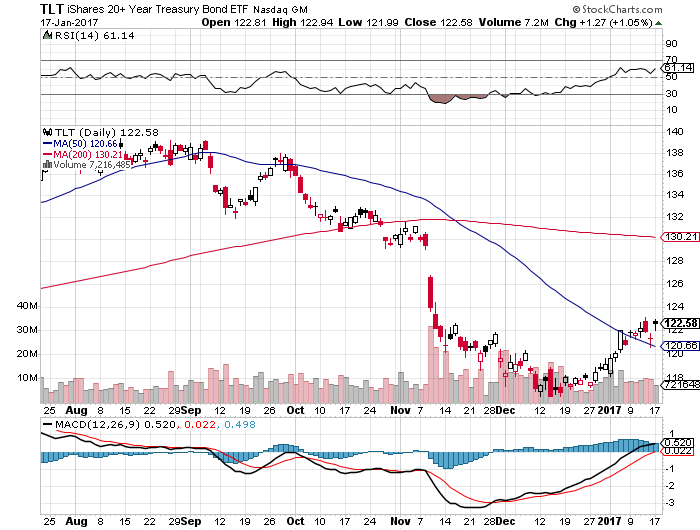 TLT iShares 20+ Year Treasury Bond ETF Nasdaq GM © StockCharts.com
17-Jan-2017 Open 122.81 High 122.94 Low 121.99 Close 122.58 Volume 7.2M Chg +1.27 (+1.05%)
RSI(14) 61.14
90
70
61.14
50
30
10
TLT (Daily) 122.58
MA(50) 120.66
MA(200) 130.21
Volume 7,216,485
140
138
136
134
132
130.21
128
126
124
122.58
120.66
120
118
7216485
40M
30M
20M
10M
25 Aug 8 15 22 29 Sep 12 19 26 Oct 10 17 24 Nov 7 14 21 28 Dec 12 19 27 2017 9 17
MACD(12,26,9) 0.520, 0.022, 0.498
1
0.520
0.022
-1
-2
-3
25 Aug 8 15 22 29 Sep 12 19 26 Oct 10 17 24 Nov 7 14 21 28 Dec 12 19 27 2017 9 17